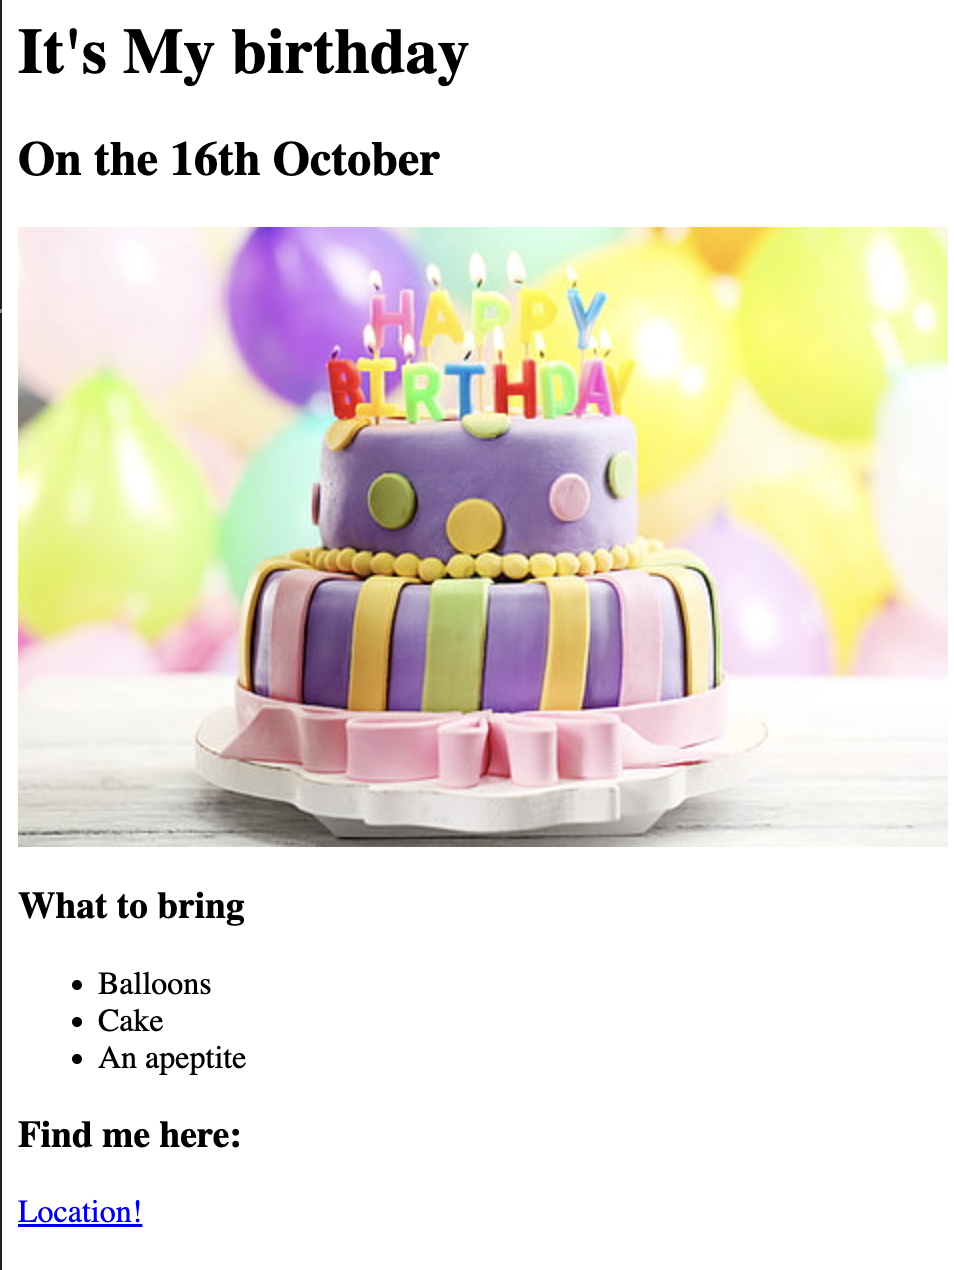 It's My birthday
On the 16th October
HAPPY
BIRTHDAY
What to bring
Balloons
Cake
An apeptite
Find me here:
Location!